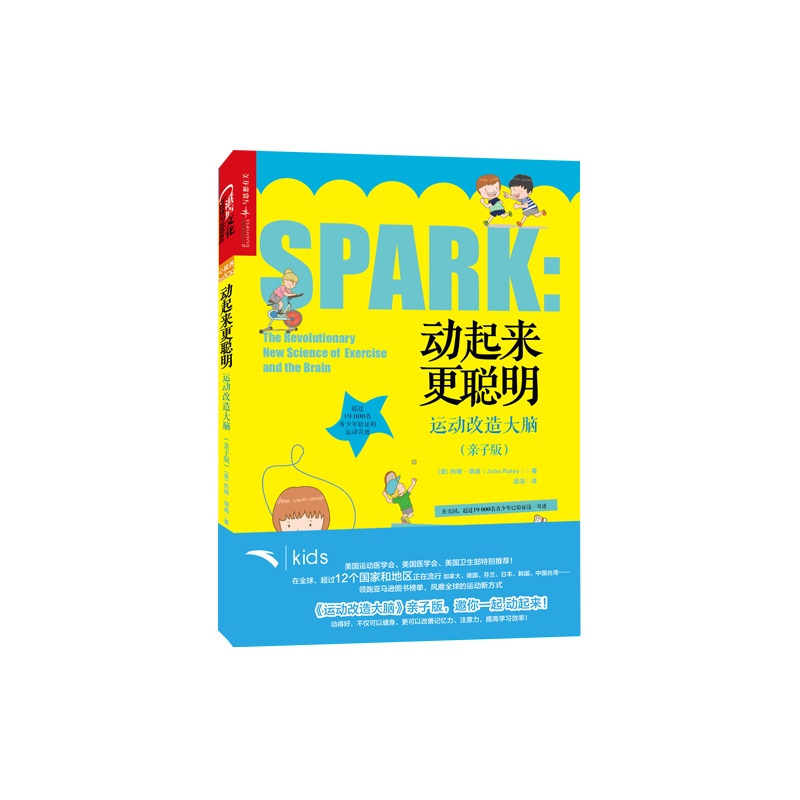 湛庐文化
business
动起来更聪明
运动改造大脑
(亲子版)
SPARK:
The Revolutionary
New Science of Exercise
and the Brain
动起来
更聪明
运动改造大脑
(亲子版)
[美] 约翰·瑞迪 (John Ratey) 著
译
超过
19 000名
青少年验证的
运动奇迹
在美国,超过19 000名青少年已验证这一奇迹
kids
美国运动医学会、美国医学会、美国卫生部特别推荐!
在全球,超过12个国家和地区正在流行 加拿大、德国、芬兰、日本、韩国、中国台湾……
领跑亚马逊图书榜单,风靡全球的运动新方式
《运动改造大脑》亲子版,邀你一起 动起来!
动得好,不仅可以健身,更可以改善记忆力、注意力,提高学习效率!